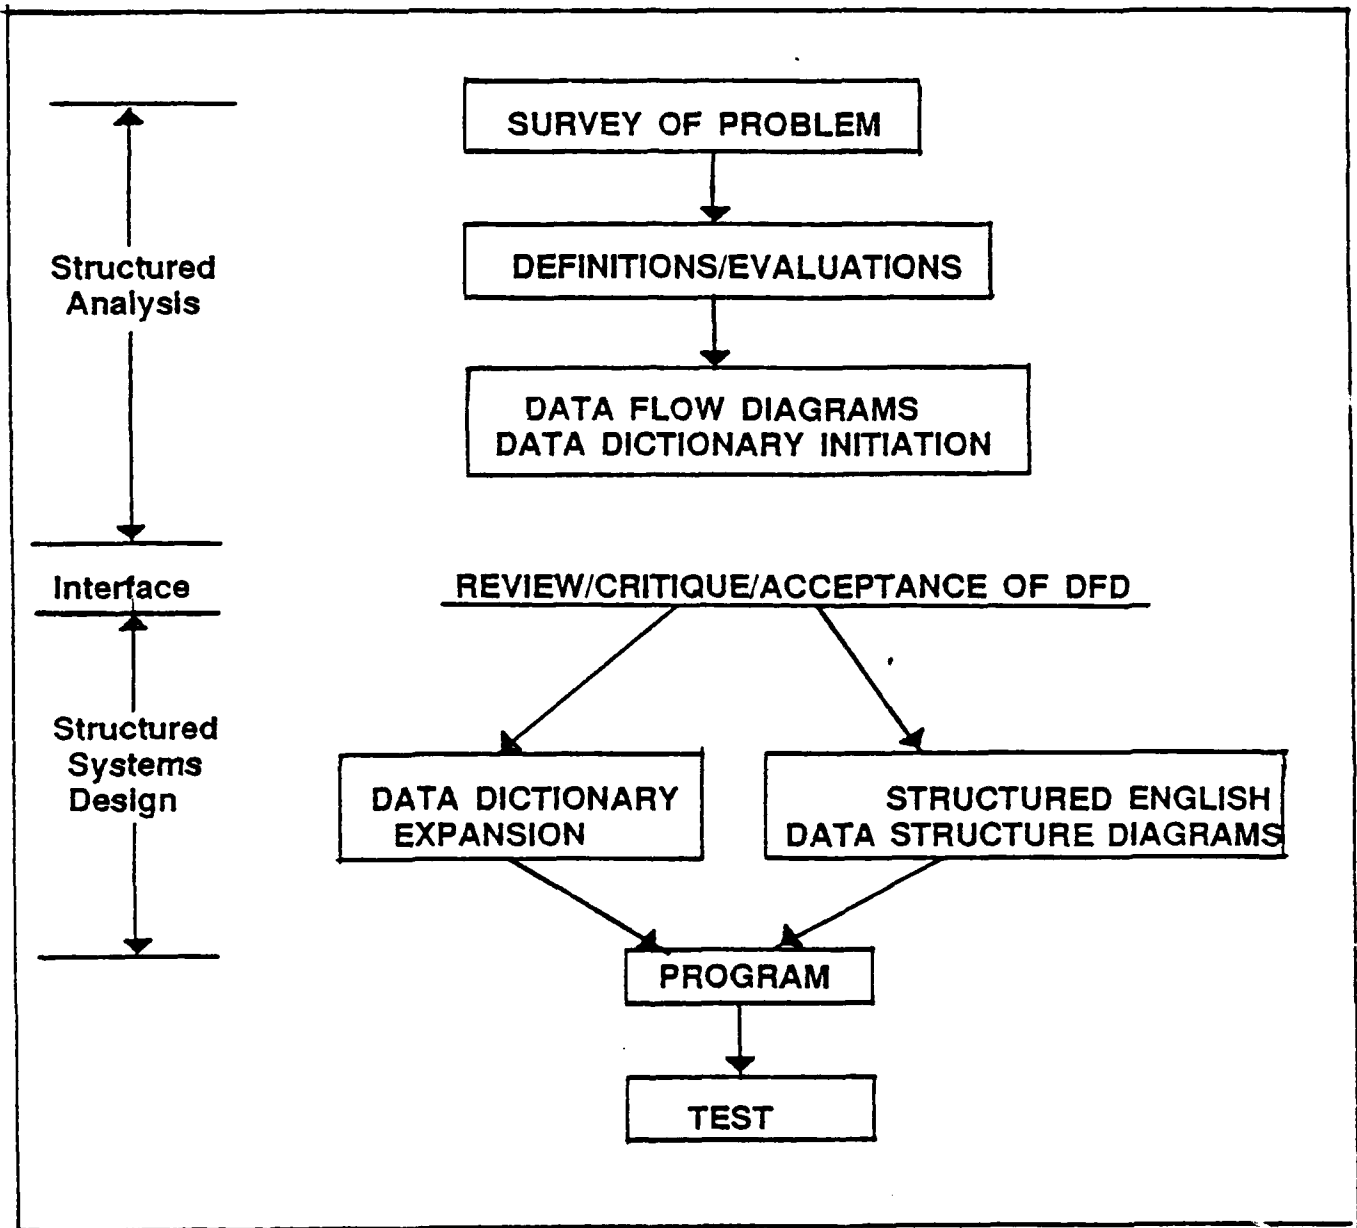 SURVEY OF PROBLEM
DEFINITIONS/EVALUATIONS
Structured
Analysis
DATA FLOW DIAGRAMS
DATA DICTIONARY INITIATION
Interface
REVIEW/CRITIQUE/ACCEPTANCE OF DFD
Structured
Systems
Design
DATA DICTIONARY
EXPANSION
STRUCTURED ENGLISH
DATA STRUCTURE DIAGRAMS
PROGRAM
TEST